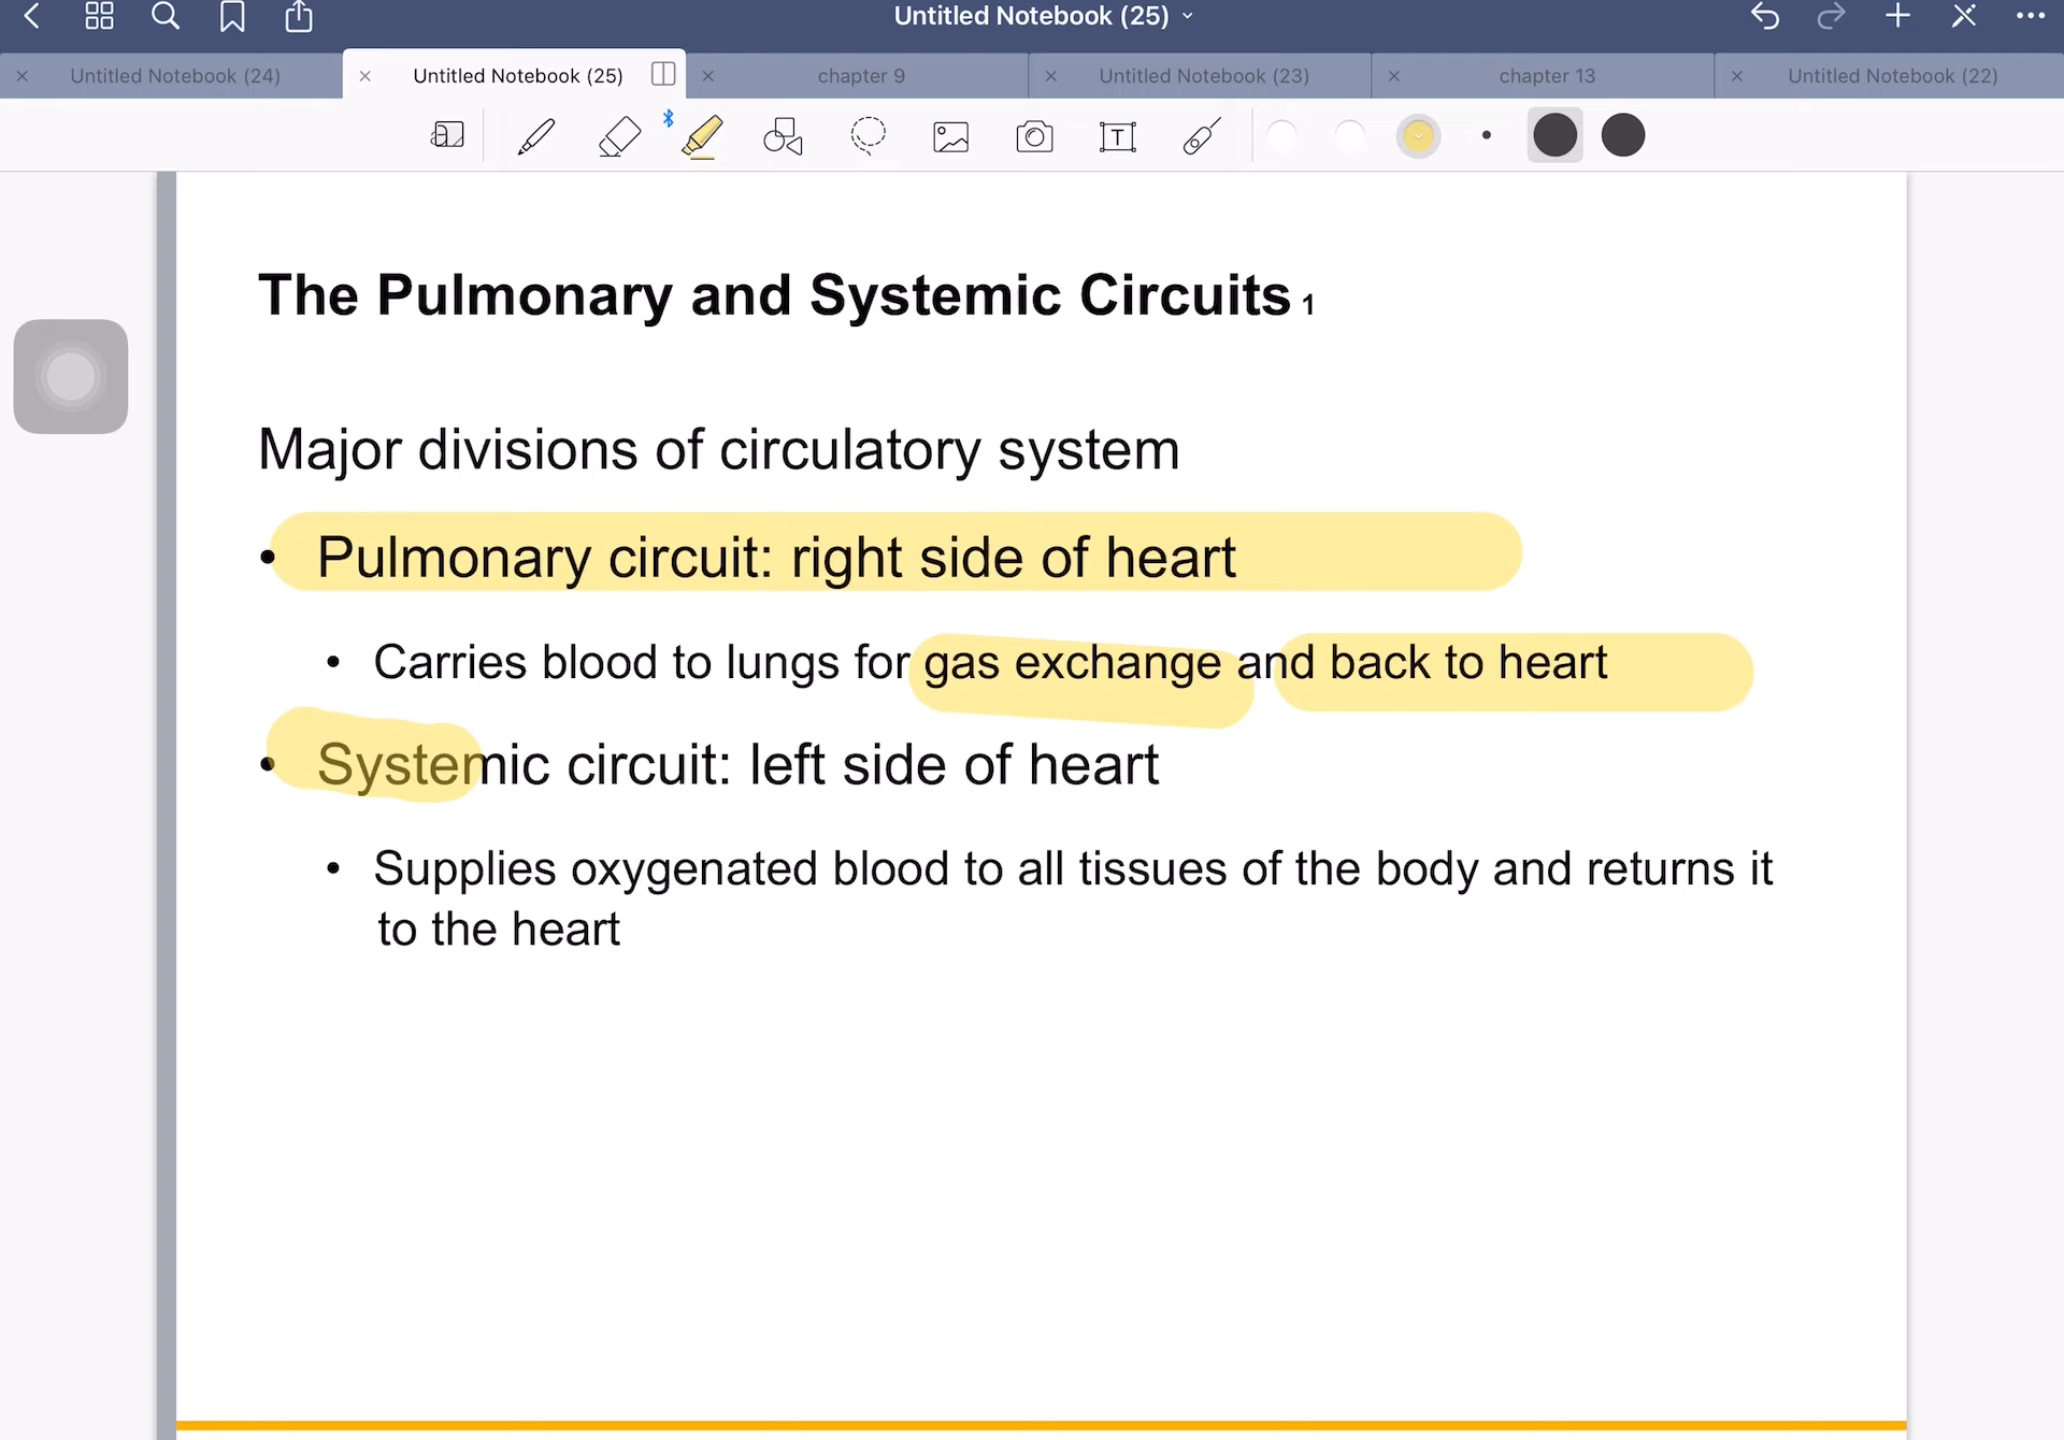 Untitled Notebook (25)
Untitled Notebook (24)
Untitled Notebook (25)
chapter 9
Untitled Notebook (23)
chapter 13
Untitled Notebook (22)
The Pulmonary and Systemic Circuits 1
Major divisions of circulatory system
• Pulmonary circuit: right side of heart
• Carries blood to lungs for gas exchange and back to heart
• Systemic circuit: left side of heart
• Supplies oxygenated blood to all tissues of the body and returns it
to the heart